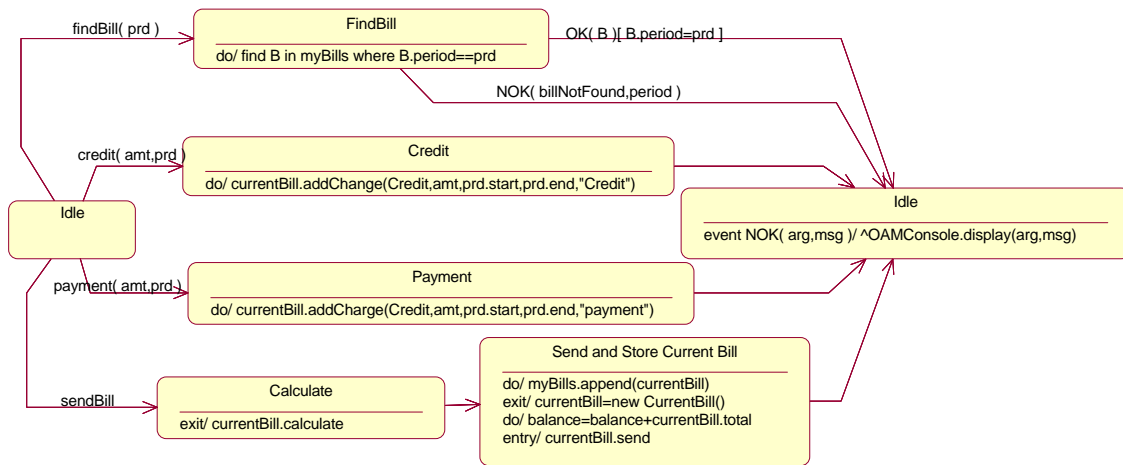 findBill( prd )
FindBill
do/ find B in myBills where B.period==prd
OK( B )[ B.period=prd ]
NOK( billNotFound,period )
credit( amt,prd )
Credit
do/ currentBill.addChange(Credit,amt,prd.start,prd.end,"Credit")
Idle
Idle
event NOK( arg,msg )/ ^OAMConsole.display(arg,msg)
payment( amt,prd )
Payment
do/ currentBill.addCharge(Credit,amt,prd.start,prd.end,"payment")
sendBill
Calculate
exit/ currentBill.calculate
Send and Store Current Bill
do/ myBills.append(currentBill)
exit/ currentBill=new CurrentBill()
do/ balance=balance+currentBill.total
entry/ currentBill.send